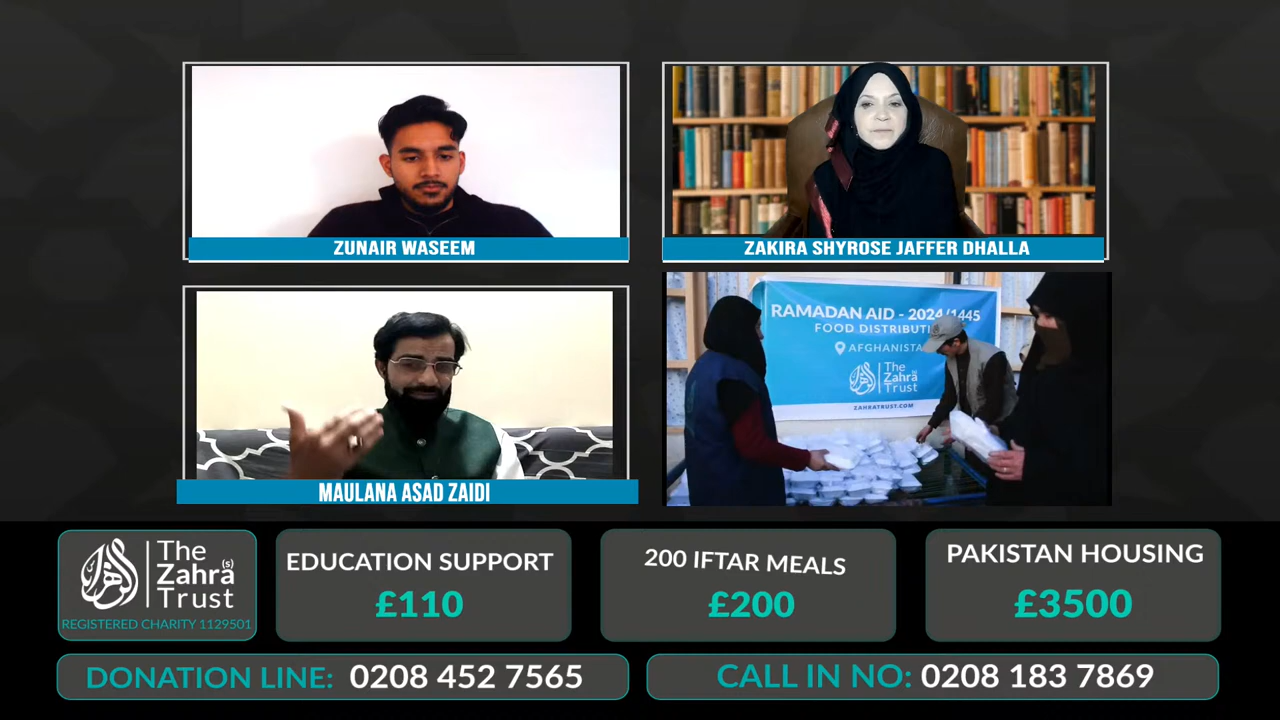 ZUNAIR WASEEM
ZAKIRA SHYROSE JAFFER DHALLA
MAULANA ASAD ZAIDI
RAMADAN AID - 2024/1445
FOOD
AFGHANISTA
The
Zahra
Trust
ZAHRATRUST.COM
The
Zahra (s)
Trust
REGISTERED CHARITY 1129501
EDUCATION SUPPORT
£110
200 IFTAR MEALS
£200
PAKISTAN HOUSING
£3500
DONATION LINE: 0208 452 7565
CALL IN NO: 0208 183 7869